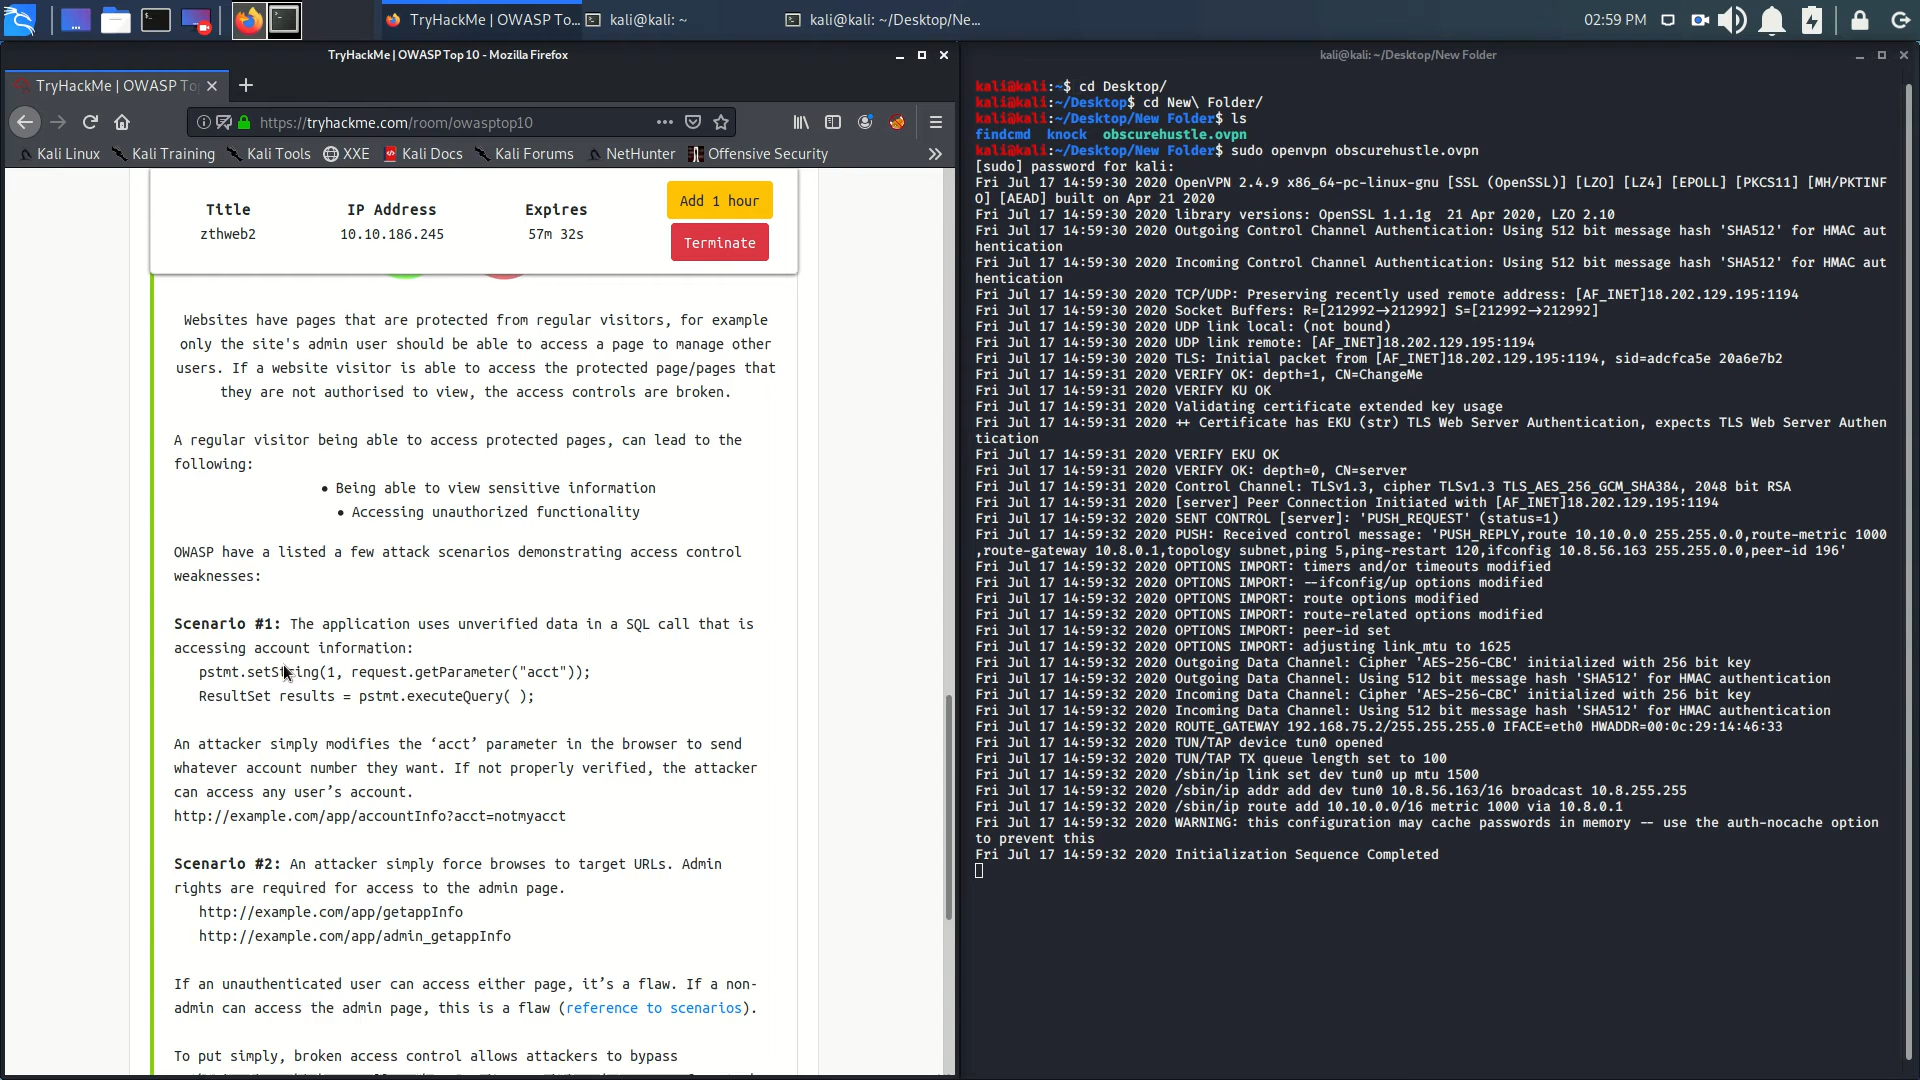 TryHackMe | OWASP To...
kali@kali: ~
kali@kali: ~/Desktop/Ne...
02:59 PM
TryHackMe | OWASP Top 10 - Mozilla Firefox
TryHackMe | OWASP To
https://tryhackme.com/room/owasptop10
Kali Linux
Kali Training
Kali Tools
XXE
Kali Docs
Kali Forums
NetHunter
Offensive Security
Title
IP Address
Expires
Add 1 hour
zthweb2
10.10.186.245
57m 32s
Terminate
Websites have pages that are protected from regular visitors, for example
only the site's admin user should be able to access a page to manage other
users. If a website visitor is able to access the protected page/pages that
they are not authorised to view, the access controls are broken.
A regular visitor being able to access protected pages, can lead to the
following:
• Being able to view sensitive information
• Accessing unauthorized functionality
OWASP have a listed a few attack scenarios demonstrating access control
weaknesses:
Scenario #1: The application uses unverified data in a SQL call that is
accessing account information:
pstmt.setString(1, request.getParameter("acct"));
ResultSet results = pstmt.executeQuery( );
An attacker simply modifies the ‘acct’ parameter in the browser to send
whatever account number they want. If not properly verified, the attacker
can access any user’s account.
http://example.com/app/accountInfo?acct=notmyacct
Scenario #2: An attacker simply force browses to target URLs. Admin
rights are required for access to the admin page.
http://example.com/app/getappInfo
http://example.com/app/admin_getappInfo
If an unauthenticated user can access either page, it’s a flaw. If a non-
admin can access the admin page, this is a flaw (reference to scenarios).
To put simply, broken access control allows attackers to bypass
kali@kali: ~/Desktop/New Folder
kali@kali:~$ cd Desktop/
kali@kali:~/Desktop$ cd New\ Folder/
kali@kali:~/Desktop/New Folder$ ls
findcmd knock obscurehustle.ovpn
kali@kali:~/Desktop/New Folder$ sudo openvpn obscurehustle.ovpn
[sudo] password for kali:
Fri Jul 17 14:59:30 2020 OpenVPN 2.4.9 x86_64-pc-linux-gnu [SSL (OpenSSL)] [LZO] [LZ4] [EPOLL] [PKCS11] [MH/PKTINF
O] [AEAD] built on Apr 21 2020
Fri Jul 17 14:59:30 2020 library versions: OpenSSL 1.1.1g  21 Apr 2020, LZO 2.10
Fri Jul 17 14:59:30 2020 Outgoing Control Channel Authentication: Using 512 bit message hash 'SHA512' for HMAC aut
hentication
Fri Jul 17 14:59:30 2020 Incoming Control Channel Authentication: Using 512 bit message hash 'SHA512' for HMAC aut
hentication
Fri Jul 17 14:59:30 2020 TCP/UDP: Preserving recently used remote address: [AF_INET]18.202.129.195:1194
Fri Jul 17 14:59:30 2020 Socket Buffers: R=[212992->212992] S=[212992->212992]
Fri Jul 17 14:59:30 2020 UDP link local: (not bound)
Fri Jul 17 14:59:30 2020 UDP link remote: [AF_INET]18.202.129.195:1194
Fri Jul 17 14:59:30 2020 TLS: Initial packet from [AF_INET]18.202.129.195:1194, sid=adcfca5e 20a6e7b2
Fri Jul 17 14:59:31 2020 VERIFY OK: depth=1, CN=ChangeMe
Fri Jul 17 14:59:31 2020 VERIFY KU OK
Fri Jul 17 14:59:31 2020 Validating certificate extended key usage
Fri Jul 17 14:59:31 2020 ++ Certificate has EKU (str) TLS Web Server Authentication, expects TLS Web Server Authen
tication
Fri Jul 17 14:59:31 2020 VERIFY EKU OK
Fri Jul 17 14:59:31 2020 VERIFY OK: depth=0, CN=server
Fri Jul 17 14:59:31 2020 Control Channel: TLSv1.3, cipher TLSv1.3 TLS_AES_256_GCM_SHA384, 2048 bit RSA
Fri Jul 17 14:59:31 2020 [server] Peer Connection Initiated with [AF_INET]18.202.129.195:1194
Fri Jul 17 14:59:32 2020 SENT CONTROL [server]: 'PUSH_REQUEST' (status=1)
Fri Jul 17 14:59:32 2020 PUSH: Received control message: 'PUSH_REPLY,route 10.10.0.0 255.255.0.0,route-metric 1000
,route-gateway 10.8.0.1,topology subnet,ping 5,ping-restart 120,ifconfig 10.8.56.163 255.255.0.0,peer-id 196'
Fri Jul 17 14:59:32 2020 OPTIONS IMPORT: timers and/or timeouts modified
Fri Jul 17 14:59:32 2020 OPTIONS IMPORT: --ifconfig/up options modified
Fri Jul 17 14:59:32 2020 OPTIONS IMPORT: route options modified
Fri Jul 17 14:59:32 2020 OPTIONS IMPORT: route-related options modified
Fri Jul 17 14:59:32 2020 OPTIONS IMPORT: peer-id set
Fri Jul 17 14:59:32 2020 OPTIONS IMPORT: adjusting link_mtu to 1625
Fri Jul 17 14:59:32 2020 Outgoing Data Channel: Cipher 'AES-256-CBC' initialized with 256 bit key
Fri Jul 17 14:59:32 2020 Outgoing Data Channel: Using 512 bit message hash 'SHA512' for HMAC authentication
Fri Jul 17 14:59:32 2020 Incoming Data Channel: Cipher 'AES-256-CBC' initialized with 256 bit key
Fri Jul 17 14:59:32 2020 Incoming Data Channel: Using 512 bit message hash 'SHA512' for HMAC authentication
Fri Jul 17 14:59:32 2020 ROUTE_GATEWAY 192.168.75.2/255.255.255.0 IFACE=eth0 HWADDR=00:0c:29:14:46:33
Fri Jul 17 14:59:32 2020 TUN/TAP device tun0 opened
Fri Jul 17 14:59:32 2020 TUN/TAP TX queue length set to 100
Fri Jul 17 14:59:32 2020 /sbin/ip link set dev tun0 up mtu 1500
Fri Jul 17 14:59:32 2020 /sbin/ip addr add dev tun0 10.8.56.163/16 broadcast 10.8.255.255
Fri Jul 17 14:59:32 2020 /sbin/ip route add 10.10.0.0/16 metric 1000 via 10.8.0.1
Fri Jul 17 14:59:32 2020 WARNING: this configuration may cache passwords in memory -- use the auth-nocache option
to prevent this
Fri Jul 17 14:59:32 2020 Initialization Sequence Completed